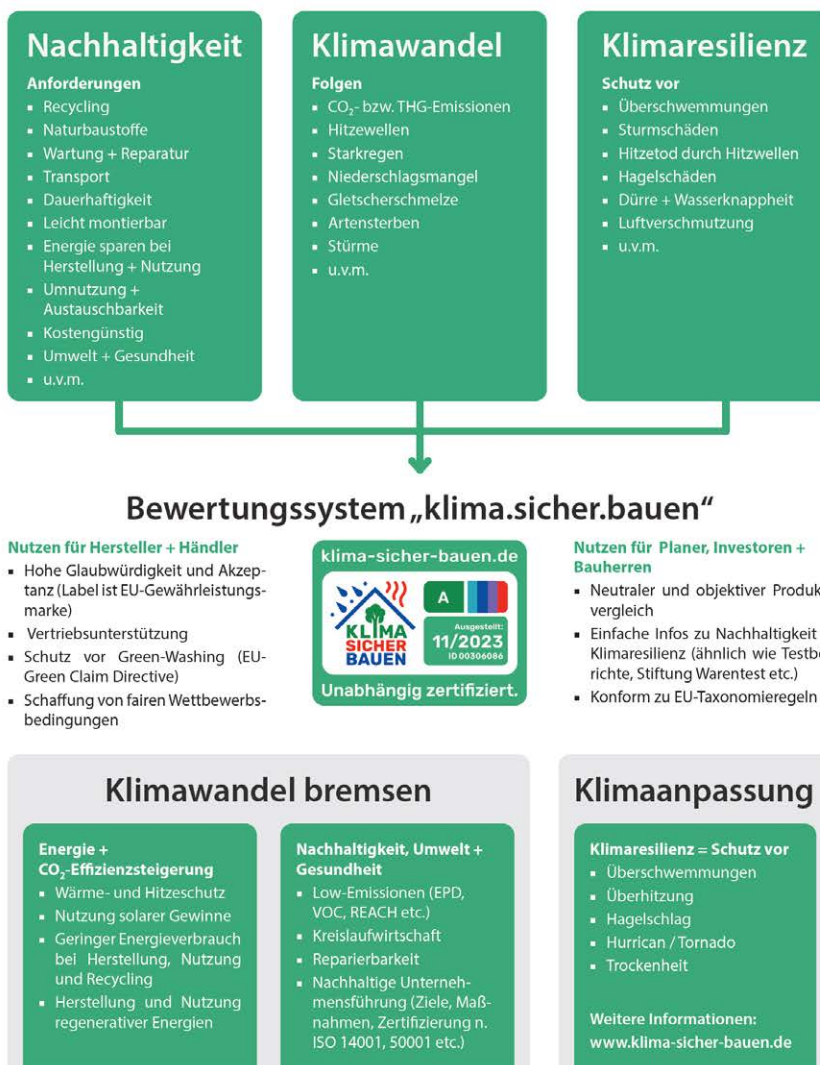 Nachhaltigkeit
Anforderungen
▪ Recycling
▪ Naturbaustoffe
▪ Wartung + Reparatur
▪ Transport
▪ Dauerhaftigkeit
▪ Leicht montierbar
▪ Energie sparen bei
Herstellung + Nutzung
▪ Umnutzung +
Austauschbarkeit
▪ Kostengünstig
▪ Umwelt + Gesundheit
▪ u.v.m.
Klimawandel
Folgen
▪ CO₂- bzw. THG-Emissionen
▪ Hitzewellen
▪ Starkregen
▪ Niederschlagsmangel
▪ Gletscherschmelze
▪ Artensterben
▪ Stürme
▪ u.v.m.
Klimaresilienz
Schutz vor
▪ Überschwemmungen
▪ Sturmschäden
▪ Hitzetod durch Hitzwellen
▪ Hagelschäden
▪ Dürre + Wasserknappheit
▪ Luftverschmutzung
▪ u.v.m.
Bewertungssystem „klima.sicher.bauen“
Nutzen für Hersteller + Händler
▪ Hohe Glaubwürdigkeit und Akzep-
tanz (Label ist EU-Gewährleistungs-
marke)
▪ Vertriebsunterstützung
▪ Schutz vor Green-Washing (EU-
Green Claim Directive)
▪ Schaffung von fairen Wettbewerbs-
bedingungen
klima-sicher-bauen.de
KLIMA
SICHER
BAUEN
A
Ausgestellt:
11/2023
ID 00306086
Unabhängig zertifiziert.
Nutzen für Planer, Investoren +
Bauherren
▪ Neutraler und objektiver Produk
vergleich
▪ Einfache Infos zu Nachhaltigkeit
Klimaresilienz (ähnlich wie Testbe
richte, Stiftung Warentest etc.)
▪ Konform zu EU-Taxonomieregeln
Klimawandel bremsen
Energie +
CO₂-Effizienzsteigerung
▪ Wärme- und Hitzeschutz
▪ Nutzung solarer Gewinne
▪ Geringer Energieverbrauch
bei Herstellung, Nutzung
und Recycling
▪ Herstellung und Nutzung
regenerativer Energien
Nachhaltigkeit, Umwelt +
Gesundheit
▪ Low-Emissionen (EPD,
VOC, REACH etc.)
▪ Kreislaufwirtschaft
▪ Reparierbarkeit
▪ Nachhaltige Unterneh-
mensführung (Ziele, Maß-
nahmen, Zertifizierung n.
ISO 14001, 50001 etc.)
Klimaanpassung
Klimaresilienz = Schutz vor
▪ Überschwemmungen
▪ Überhitzung
▪ Hagelschlag
▪ Hurrican / Tornado
▪ Trockenheit
Weitere Informationen:
www.klima-sicher-bauen.de